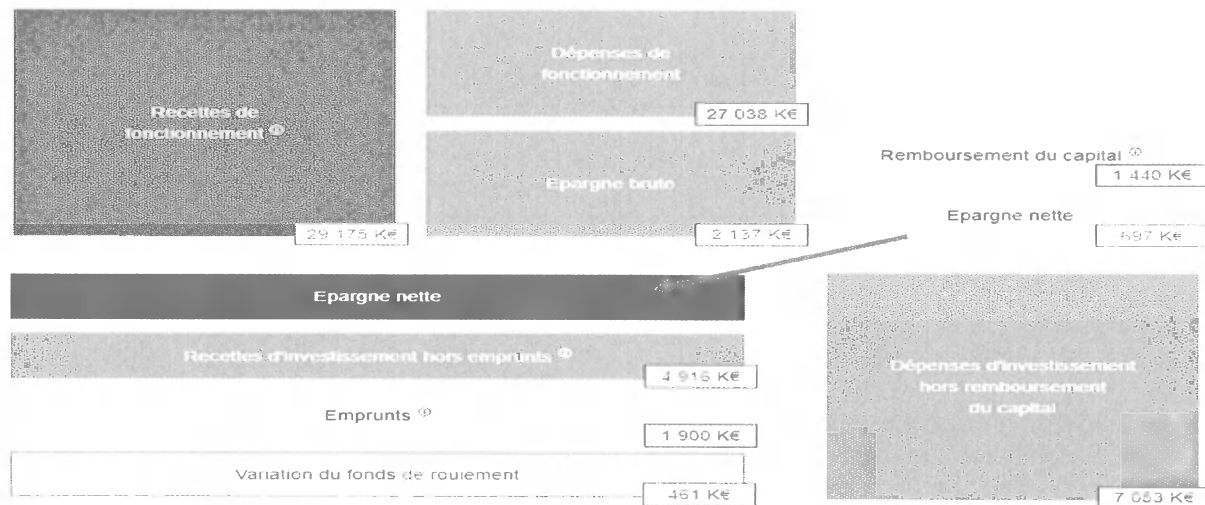 Recettes de
fonctionnement
29 175 K€
Dépenses de
fonctionnement
27 038 K€
Epargne brute
2 137 K€
Remboursement du capital
1 440 K€
Epargne nette
697 K€
Epargne nette
Recettes d'investissement hors emprunts
4 916 K€
Emprunts
1 900 K€
Variation du fonds de roulement
461 K€
Dépenses d'investissement
hors remboursement
du capital
7 053 K€